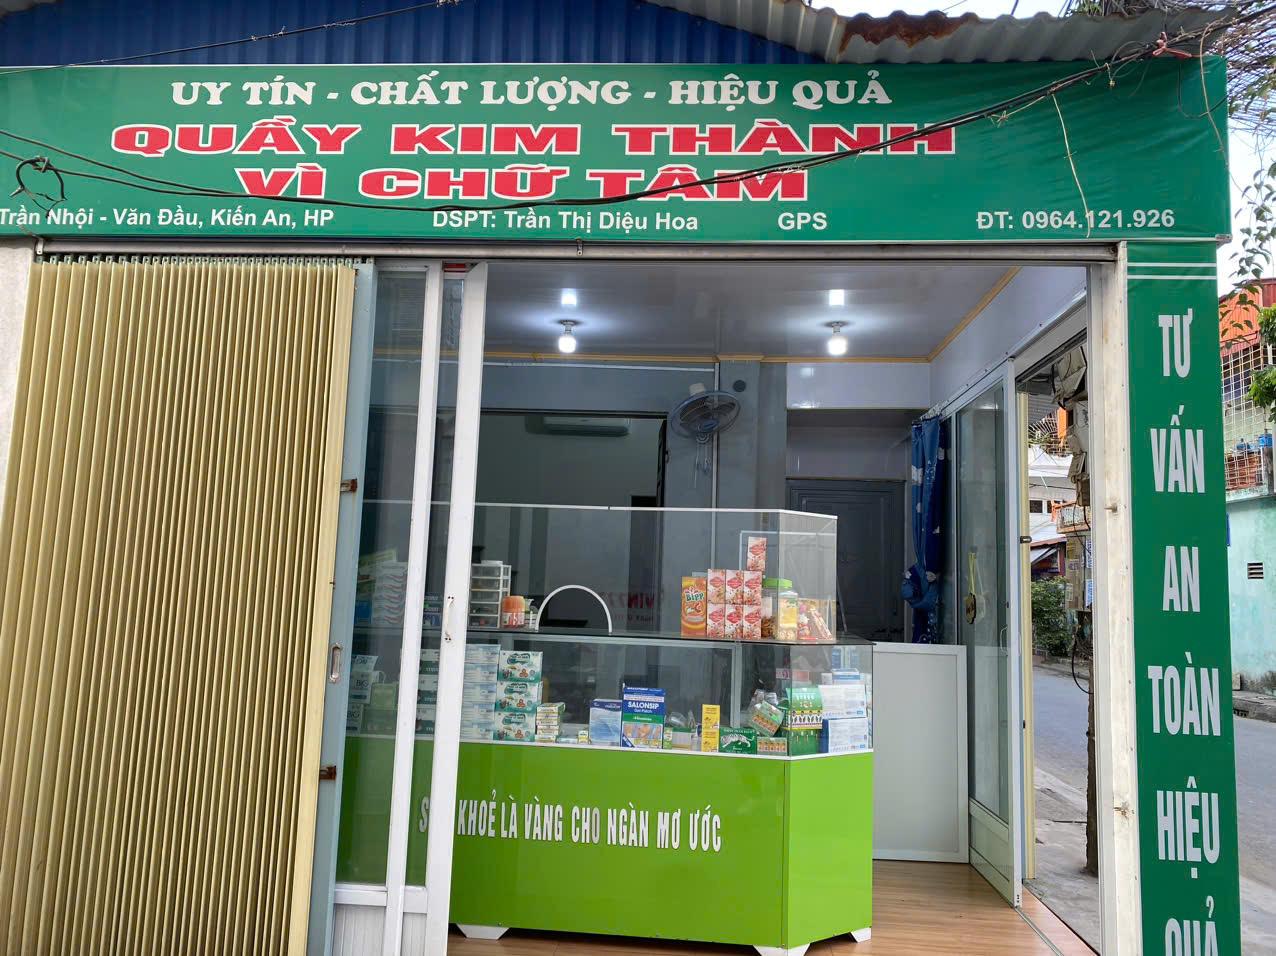 UY TÍN - CHẤT LƯỢNG - HIỆU QUẢ
QUẦY KIM THÀNH
VÌ CHỮ TÂM
Trần Nhội - Văn Đẩu, Kiến An, HP
DSPT: Trần Thị Diệu Hoa
GPS
ĐT: 0964.121.926
TƯ
VẤN
AN
TOÀN
HIỆU
QUẢ
BIPP
SALONSIP
KHOẺ LÀ VÀNG CHO NGÀN MƠ ƯỚC